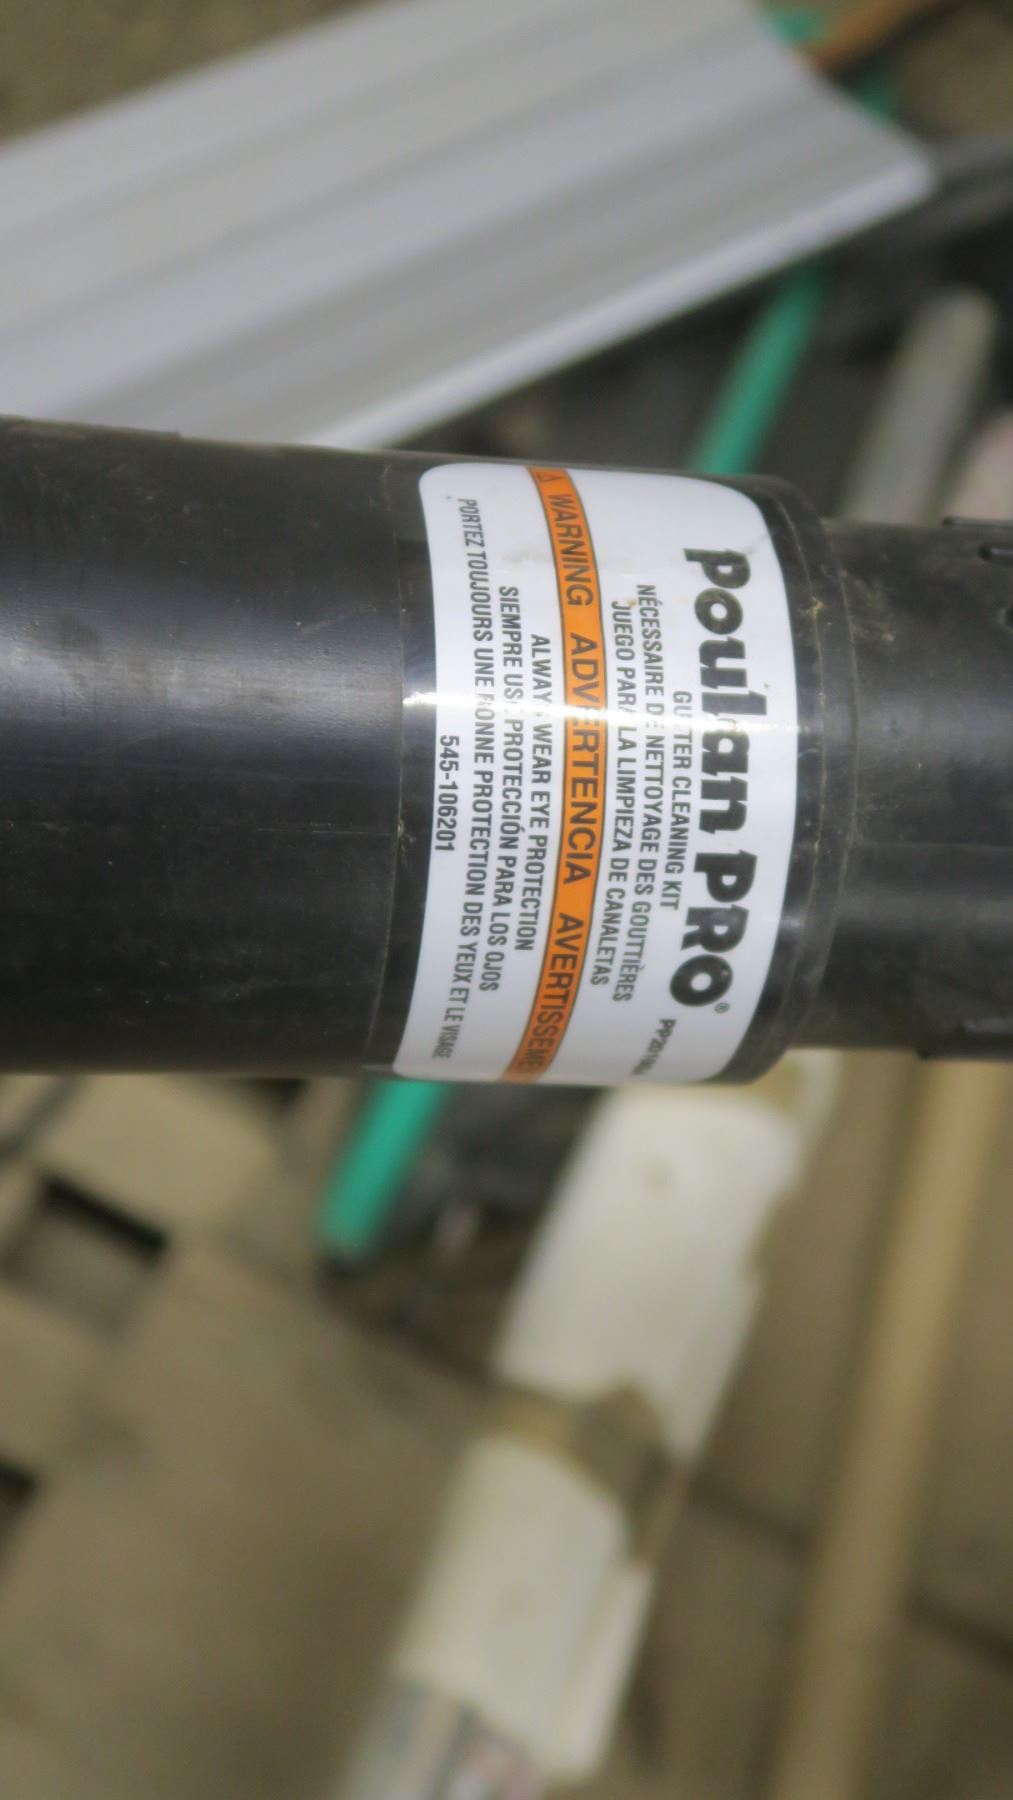 poulan PRO®
GUTTER CLEANING KIT
NÉCESSAIRE DE NETTOYAGE DES GOUTTIÈRES
JUEGO PARA LA LIMPIEZA DE CANALETAS
⚠ WARNING ADVERTENCIA AVERTISSEME
ALWAYS WEAR EYE PROTECTION
SIEMPRE USE PROTECCIÓN PARA LOS OJOS
PORTEZ TOUJOURS UNE BONNE PROTECTION DES YEUX ET LE VISAGE
545-106201